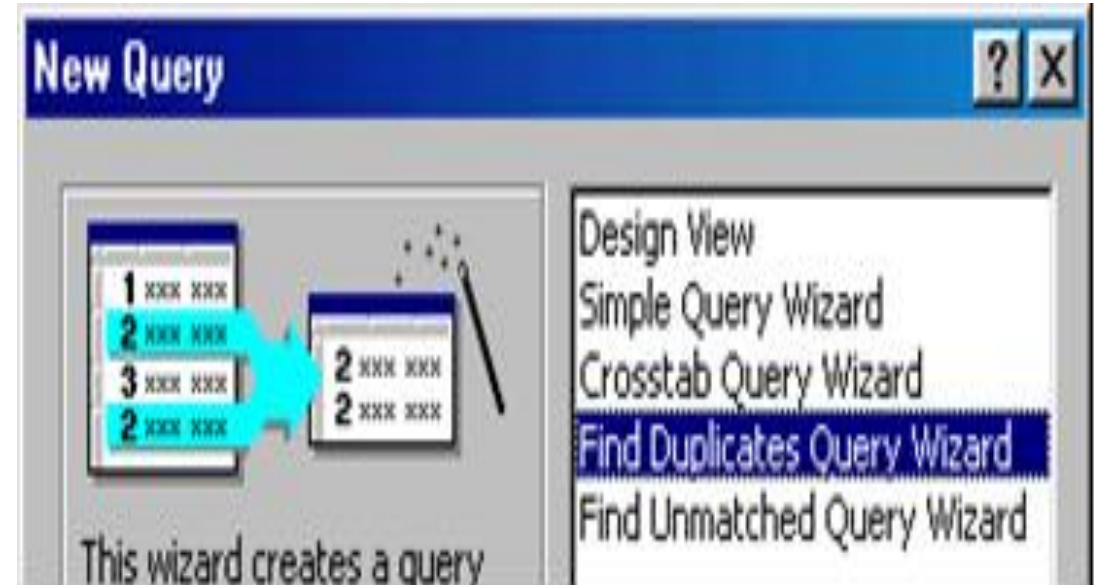 New Query
1 xxx xxx
2 xxx xxx
3 xxx xxx
2 xxx xxx
2 xxx xxx
2 xxx xxx
This wizard creates a query
Design View
Simple Query Wizard
Crosstab Query Wizard
Find Duplicates Query Wizard
Find Unmatched Query Wizard